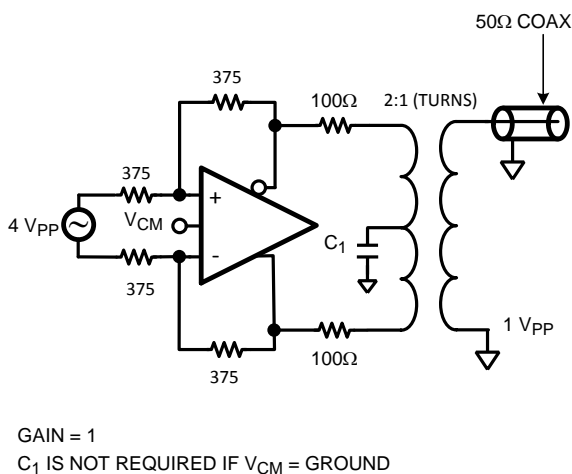 50Ω COAX
375
100Ω
2:1 (TURNS)
375
+
VCM
4 VPP
-
C1
375
375
100Ω
1 VPP
GAIN = 1
C1 IS NOT REQUIRED IF VCM = GROUND